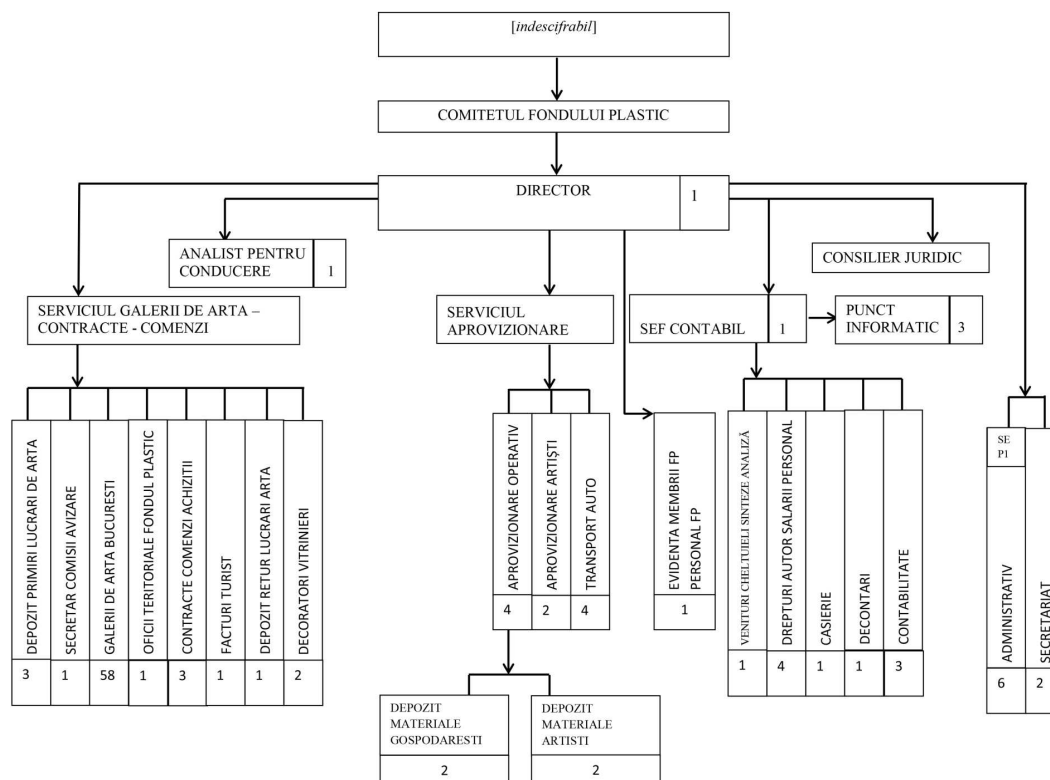 [indescifrabil]
COMITETUL FONDULUI PLASTIC
DIRECTOR
1
ANALIST PENTRU
CONDUCERE
1
CONSILIER JURIDIC
SERVICIUL GALERII DE ARTA –
CONTRACTE - COMENZI
SERVICIUL
APROVIZIONARE
SEF CONTABIL
1
PUNCT
INFORMATIC
3
DEPOZIT PRIMIRI LUCRARI DE ARTA
3
SECRETAR COMISII AVIZARE
1
GALERII DE ARTA BUCURESTI
58
OFICII TERITORIALE FONDUL PLASTIC
1
CONTRACTE COMENZI ACHIZITII
3
FACTURI TURIST
1
DEPOZIT RETUR LUCRARI ARTA
1
DECORATORI VITRINIERI
2
APROVIZIONARE OPERATIV
4
APROVIZIONARE ARTIȘTI
2
TRANSPORT AUTO
4
EVIDENTA MEMBRII FP
PERSONAL FP
1
VENITURI CHELTUIELI SINTEZE ANALIZĂ
1
DREPTURI AUTOR SALARII PERSONAL
4
CASIERIE
1
DECONTARI
1
CONTABILITATE
3
SE
P1
ADMINISTRATIV
6
SECRETARIAT
2
DEPOZIT
MATERIALE
GOSPODARESTI
2
DEPOZIT
MATERIALE
ARTISTI
2